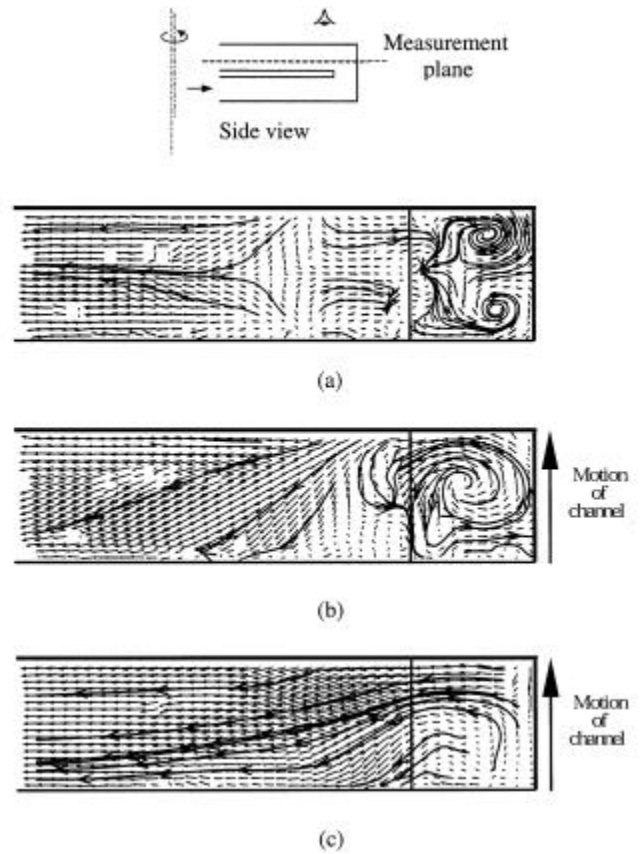 Measurement
plane
Side view
(a)
Motion
of
channel
(b)
Motion
of
channel
(c)